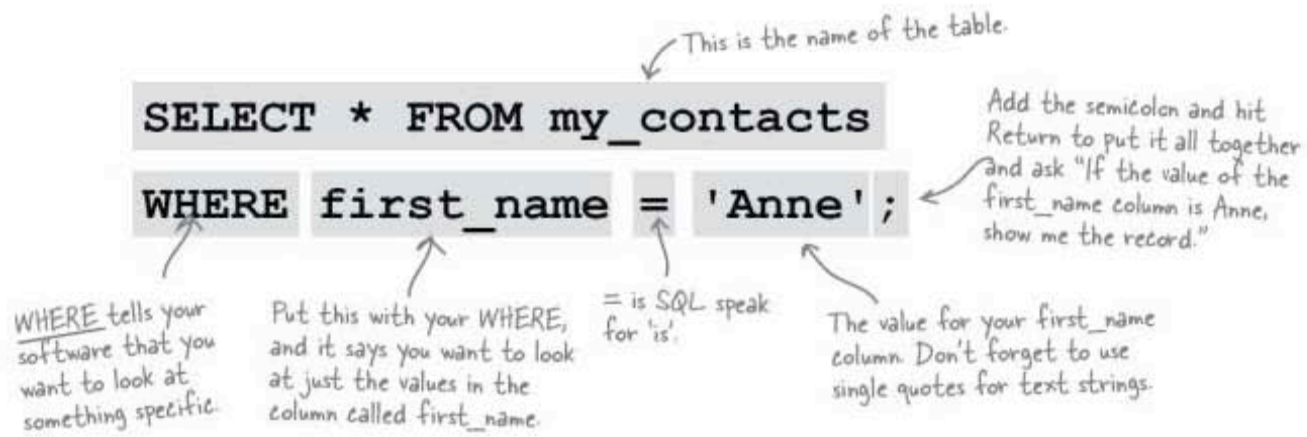 This is the name of the table.
SELECT * FROM my_contacts
WHERE first_name = 'Anne';
Add the semicolon and hit
Return to put it all together
and ask "If the value of the
first_name column is Anne,
show me the record."
WHERE tells your
software that you
want to look at
something specific.
Put this with your WHERE,
and it says you want to look
at just the values in the
column called first_name.
= is SQL speak
for 'is'.
The value for your first_name
column. Don't forget to use
single quotes for text strings.